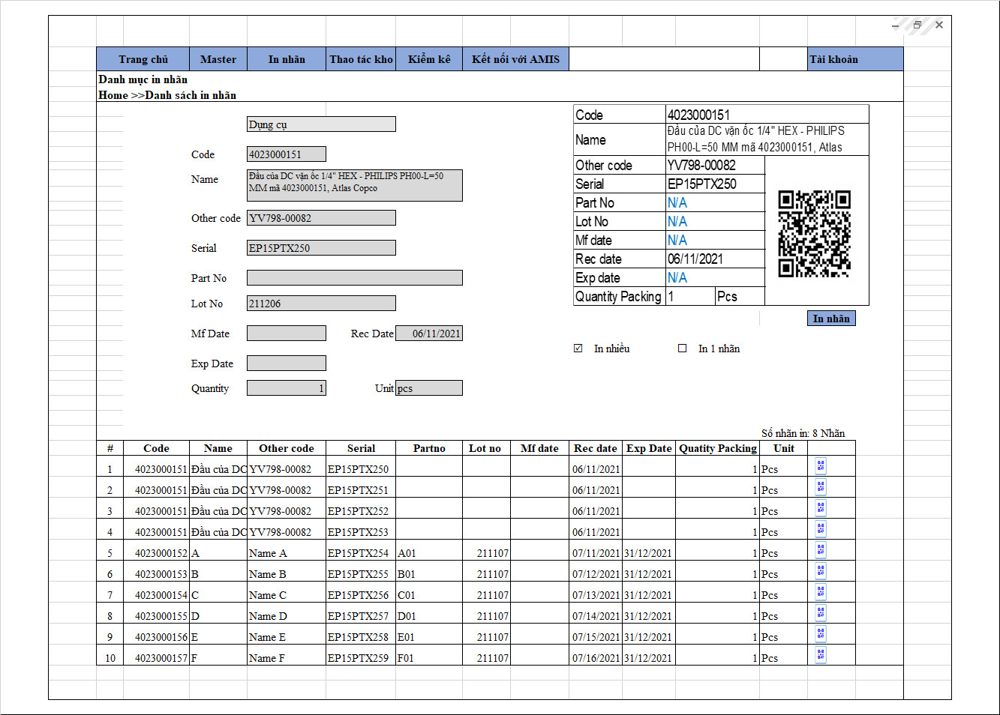 Trang chủ Master In nhãn Thao tác kho Kiểm kê Kết nối với AMIS Tài khoản
Danh mục in nhãn
Home >>Danh sách in nhãn
Dụng cụ
Code 4023000151
Name Đầu của DC vặn ốc 1/4" HEX - PHILIPS PH00-L=50
MM mã 4023000151, Atlas Copco
Other code YV798-00082
Serial EP15PTX250
Part No
Lot No 211206
Mf Date Rec Date 06/11/2021
Exp Date
Quantity 1 Unit pcs
Code 4023000151
Name Đầu của DC vặn ốc 1/4" HEX - PHILIPS
PH00-L=50 MM mã 4023000151, Atlas
Other code YV798-00082
Serial EP15PTX250
Part No N/A
Lot No N/A
Mf date N/A
Rec date 06/11/2021
Exp date N/A
Quantity Packing 1 Pcs
In nhãn
In nhiều In 1 nhãn
Số nhãn in: 8 Nhãn
# Code Name Other code Serial Partno Lot no Mf date Rec date Exp Date Quatity Packing Unit
1 4023000151 Đầu của DC YV798-00082 EP15PTX250 06/11/2021 1 Pcs
2 4023000151 Đầu của DC YV798-00082 EP15PTX251 06/11/2021 1 Pcs
3 4023000151 Đầu của DC YV798-00082 EP15PTX252 06/11/2021 1 Pcs
4 4023000151 Đầu của DC YV798-00082 EP15PTX253 06/11/2021 1 Pcs
5 4023000152 A Name A EP15PTX254 A01 211107 07/11/2021 31/12/2021 1 Pcs
6 4023000153 B Name B EP15PTX255 B01 211107 07/12/2021 31/12/2021 1 Pcs
7 4023000154 C Name C EP15PTX256 C01 211107 07/13/2021 31/12/2021 1 Pcs
8 4023000155 D Name D EP15PTX257 D01 211107 07/14/2021 31/12/2021 1 Pcs
9 4023000156 E Name E EP15PTX258 E01 211107 07/15/2021 31/12/2021 1 Pcs
10 4023000157 F Name F EP15PTX259 F01 211107 07/16/2021 31/12/2021 1 Pcs